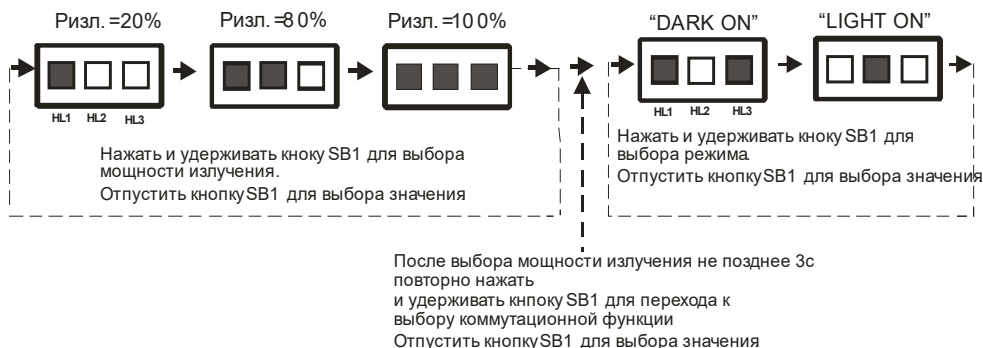 Ризл.=20%
Ризл.=80%
Ризл.=100%
“DARK ON”
“LIGHT ON”
HL1 HL2 HL3
HL1 HL2 HL3
Нажать и удерживать кноку SB1 для выбора
мощности излучения.
Отпустить кнопку SB1 для выбора значения
Нажать и удерживать кноку SB1 для
выбора режима.
Отпустить кнопку SB1 для выбора значения
После выбора мощности излучения не позднее 3с
повторно нажать
и удерживать кнпоку SB1 для перехода к
выбору коммутационной функции
Отпустить кнопку SB1 для выбора значения